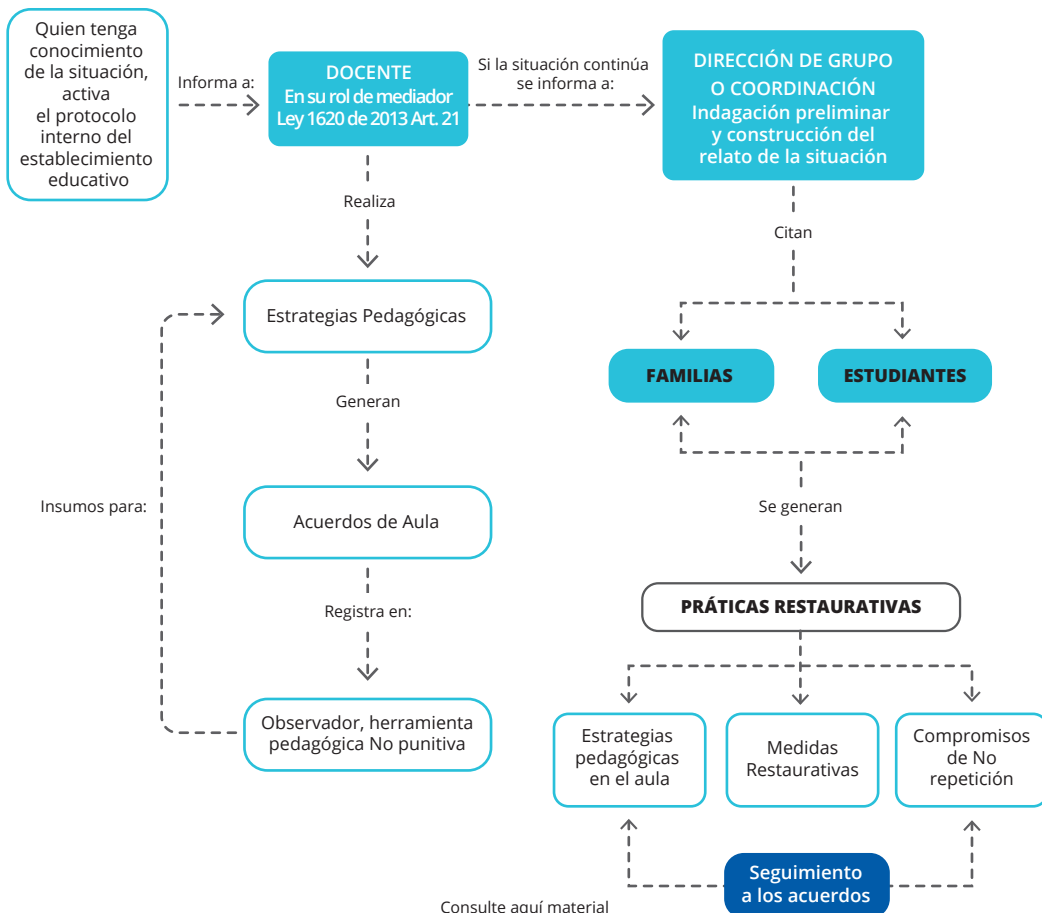 Quien tenga
conocimiento
de la situación,
activa
el protocolo
interno del
establecimiento
educativo
Informa a:
DOCENTE
En su rol de mediador
Ley 1620 de 2013 Art. 21
Si la situación continúa
se informa a:
DIRECCIÓN DE GRUPO
O COORDINACIÓN
Indagación preliminar
y construcción del
relato de la situación
Realiza
Citan
Estrategias Pedagógicas
FAMILIAS
ESTUDIANTES
Generan
Insumos para:
Acuerdos de Aula
Se generan
Registra en:
PRÁTICAS RESTAURATIVAS
Observador, herramienta
pedagógica No punitiva
Estrategias
pedagógicas
en el aula
Medidas
Restaurativas
Compromisos
de No
repetición
Seguimiento
a los acuerdos
Consulte aquí material